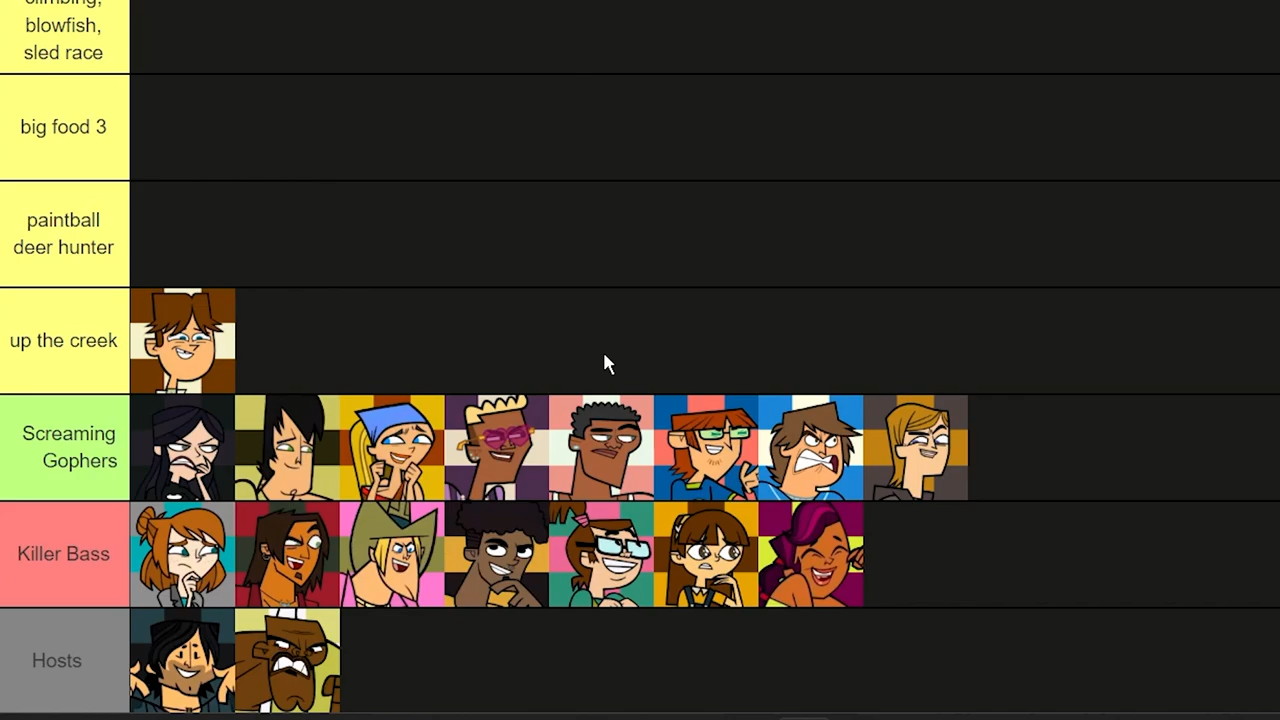 climbing,
blowfish,
sled race
big food 3
paintball
deer hunter
up the creek
Screaming
Gophers
Killer Bass
Hosts